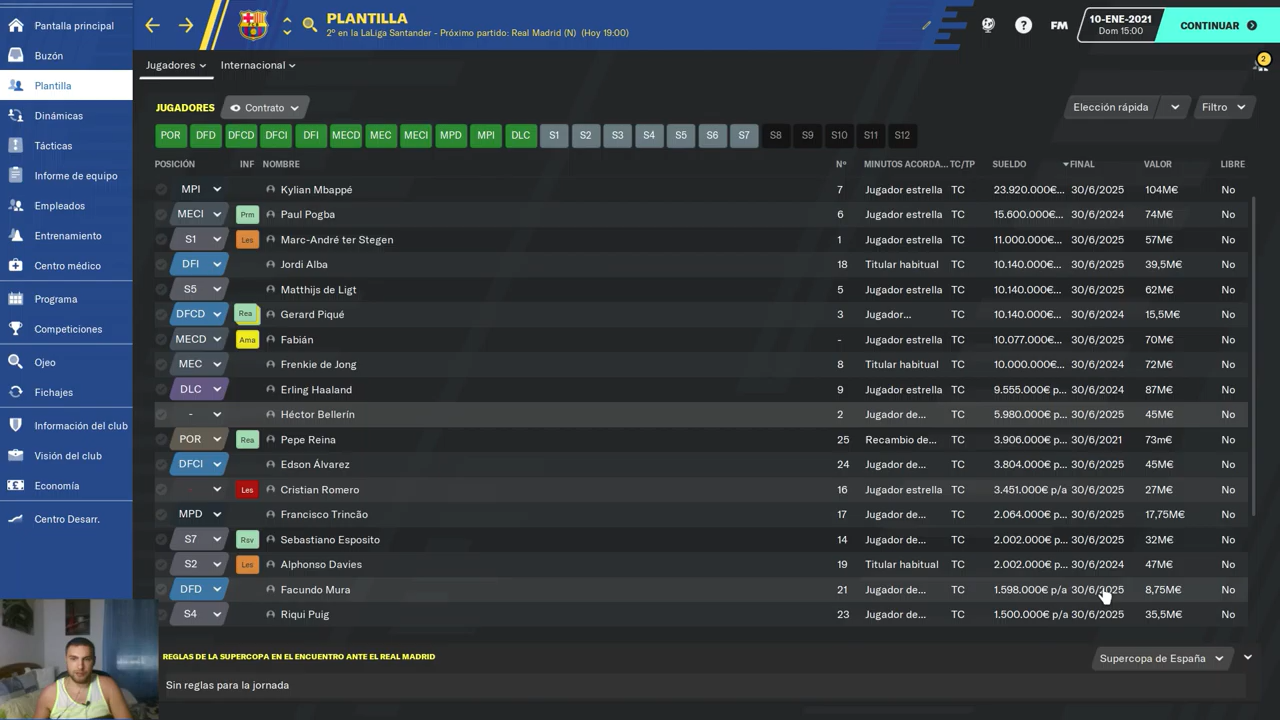 Pantalla principal
Buzón
Plantilla
Dinámicas
Tácticas
Informe de equipo
Empleados
Entrenamiento
Centro médico
Programa
Competiciones
Ojeo
Fichajes
Información del club
Visión del club
Economía
Centro Desarr.
PLANTILLA
2º en la LaLiga Santander - Próximo partido: Real Madrid (N) (Hoy 19:00)
FM
10-ENE-2021
Dom 15:00
CONTINUAR
2
Jugadores Internacional
JUGADORES Contrato Elección rápida Filtro
POR DFD DFCD DFCI DFI MECD MEC MECI MPD MPI DLC S1 S2 S3 S4 S5 S6 S7 S8 S9 S10 S11 S12
POSICIÓN INF NOMBRE Nº MINUTOS ACORDA... TC/TP SUELDO FINAL VALOR LIBRE
MPI Kylian Mbappé 7 Jugador estrella TC 23.920.000€... 30/6/2025 104M€ No
MECI Prm Paul Pogba 6 Jugador estrella TC 15.600.000€... 30/6/2024 74M€ No
S1 Les Marc-André ter Stegen 1 Jugador estrella TC 11.000.000€... 30/6/2025 57M€ No
DFI Jordi Alba 18 Titular habitual TC 10.140.000€... 30/6/2024 39,5M€ No
S5 Matthijs de Ligt 5 Jugador estrella TC 10.140.000€... 30/6/2025 62M€ No
DFCD Rea Gerard Piqué 3 Jugador... TC 10.140.000€... 30/6/2024 15,5M€ No
MECD Ama Fabián - Jugador estrella TC 10.077.000€... 30/6/2025 70M€ No
MEC Frenkie de Jong 8 Titular habitual TC 10.000.000€... 30/6/2024 72M€ No
DLC Erling Haaland 9 Jugador estrella TC 9.555.000€ p... 30/6/2024 87M€ No
- Héctor Bellerín 2 Jugador de... TC 5.980.000€ p... 30/6/2025 45M€ No
POR Rea Pepe Reina 25 Recambio de... TC 3.906.000€ p... 30/6/2021 73m€ No
DFCI Edson Álvarez 24 Jugador de... TC 3.804.000€ p... 30/6/2025 45M€ No
Les Cristian Romero 16 Jugador estrella TC 3.451.000€ p/a 30/6/2025 27M€ No
MPD Francisco Trincão 17 Jugador de... TC 2.064.000€ p... 30/6/2025 17,75M€ No
S7 Rsv Sebastiano Esposito 14 Jugador de... TC 2.002.000€ p... 30/6/2025 32M€ No
S2 Les Alphonso Davies 19 Titular habitual TC 2.002.000€ p... 30/6/2024 47M€ No
DFD Facundo Mura 21 Jugador de... TC 1.598.000€ p/a 30/6/2025 8,75M€ No
S4 Riqui Puig 23 Jugador de... TC 1.500.000€ p/a 30/6/2025 35,5M€ No
REGLAS DE LA SUPERCOPA EN EL ENCUENTRO ANTE EL REAL MADRID
Supercopa de España
Sin reglas para la jornada